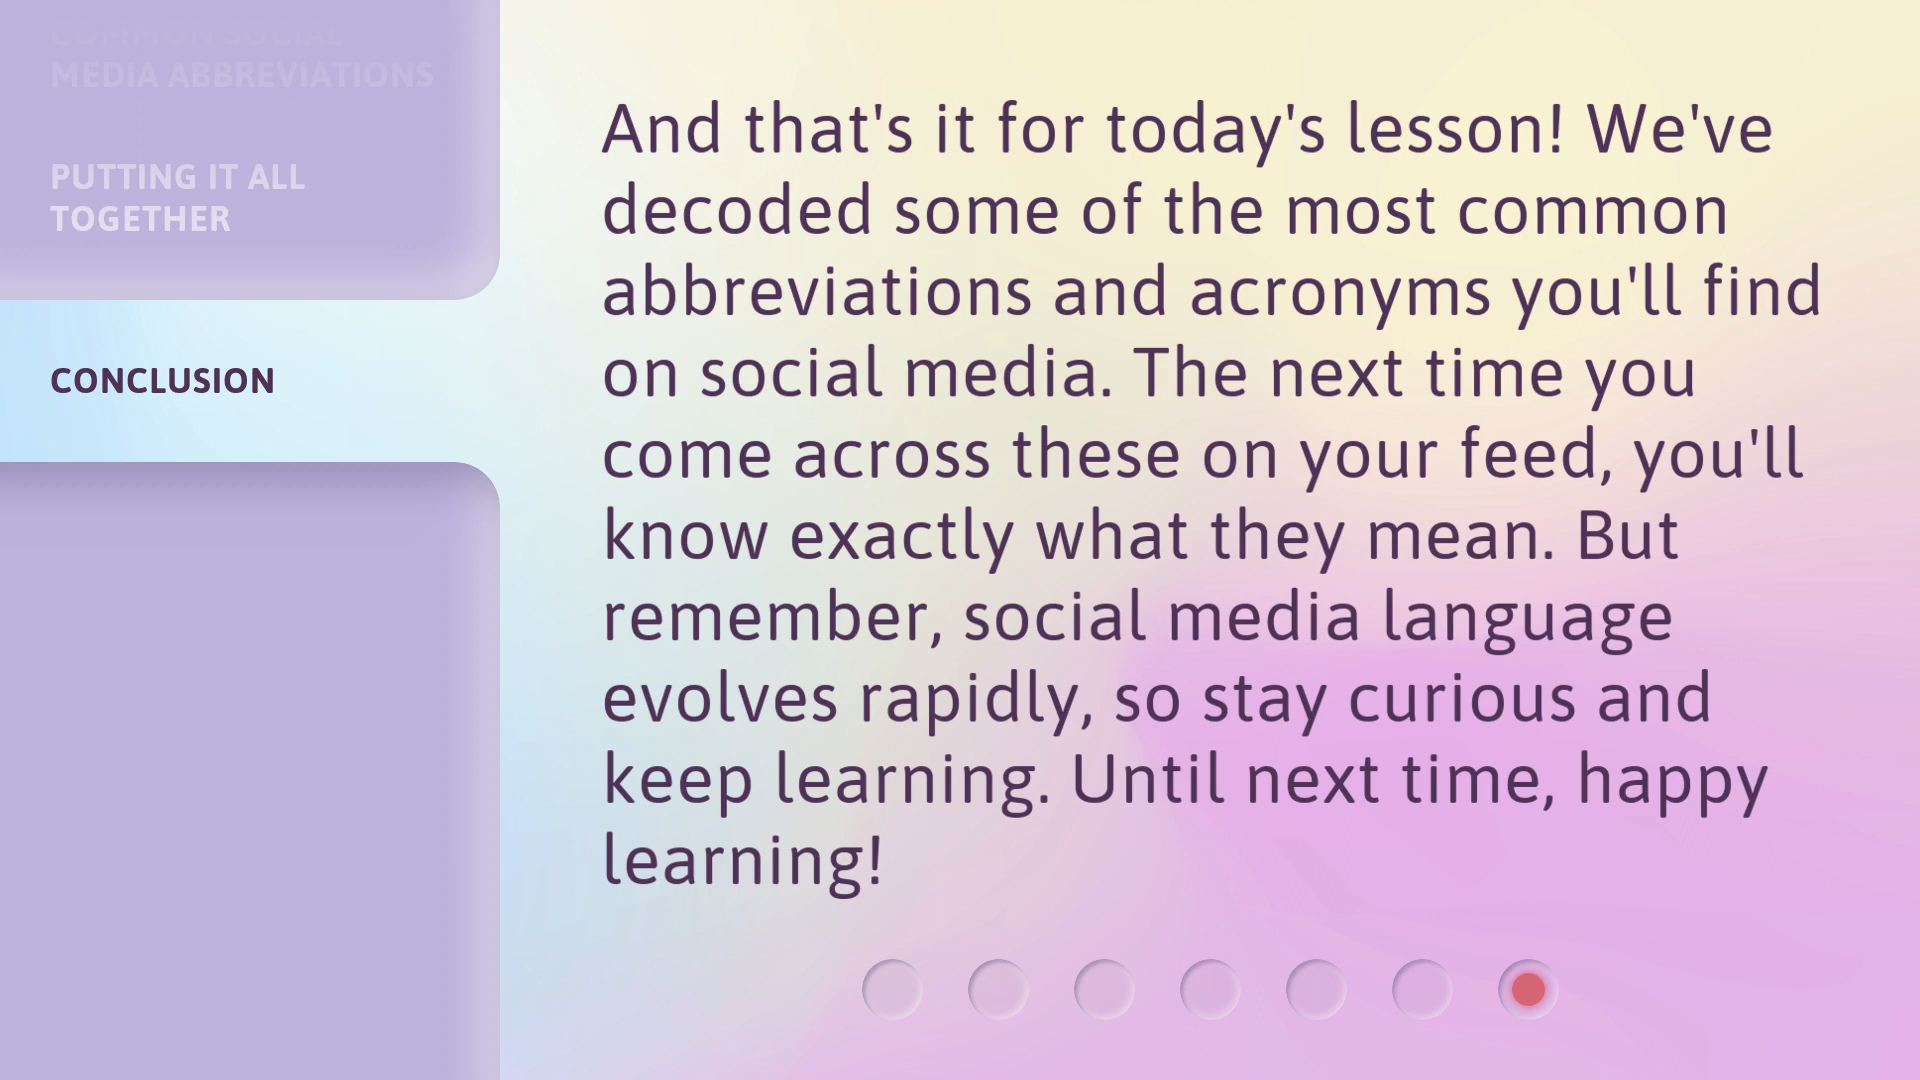 COMMON SOCIAL
MEDIA ABBREVIATIONS
PUTTING IT ALL
TOGETHER
CONCLUSION
And that's it for today's lesson! We've
decoded some of the most common
abbreviations and acronyms you'll find
on social media. The next time you
come across these on your feed, you'll
know exactly what they mean. But
remember, social media language
evolves rapidly, so stay curious and
keep learning. Until next time, happy
learning!